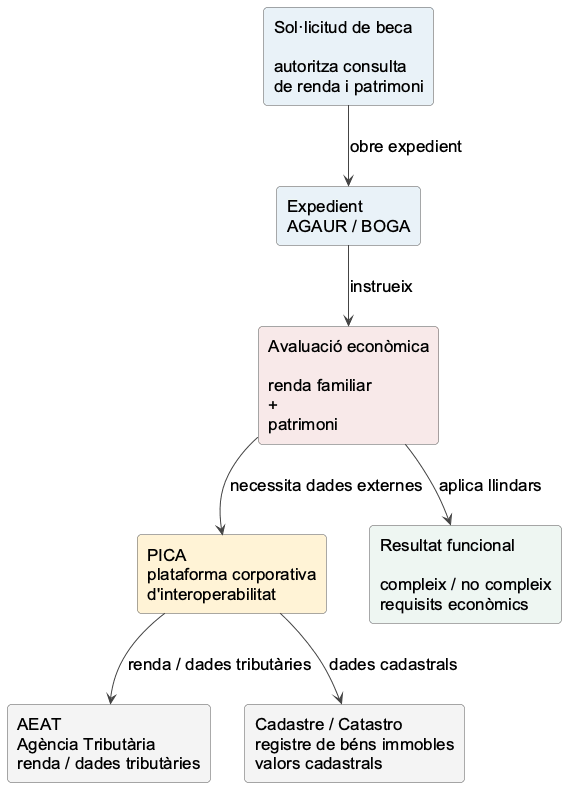 Sol·licitud de beca
autoritza consulta
de renda i patrimoni
obre expedient
Expedient
AGAUR / BOGA
instrueix
Avaluació econòmica
renda familiar
+
patrimoni
necessita dades externes
aplica llindars
PICA
plataforma corporativa
d'interoperabilitat
Resultat funcional
compleix / no compleix
requisits econòmics
renda / dades tributàries
dades cadastrals
AEAT
Agència Tributària
renda / dades tributàries
Cadastre / Catastro
registre de béns immobles
valors cadastrals